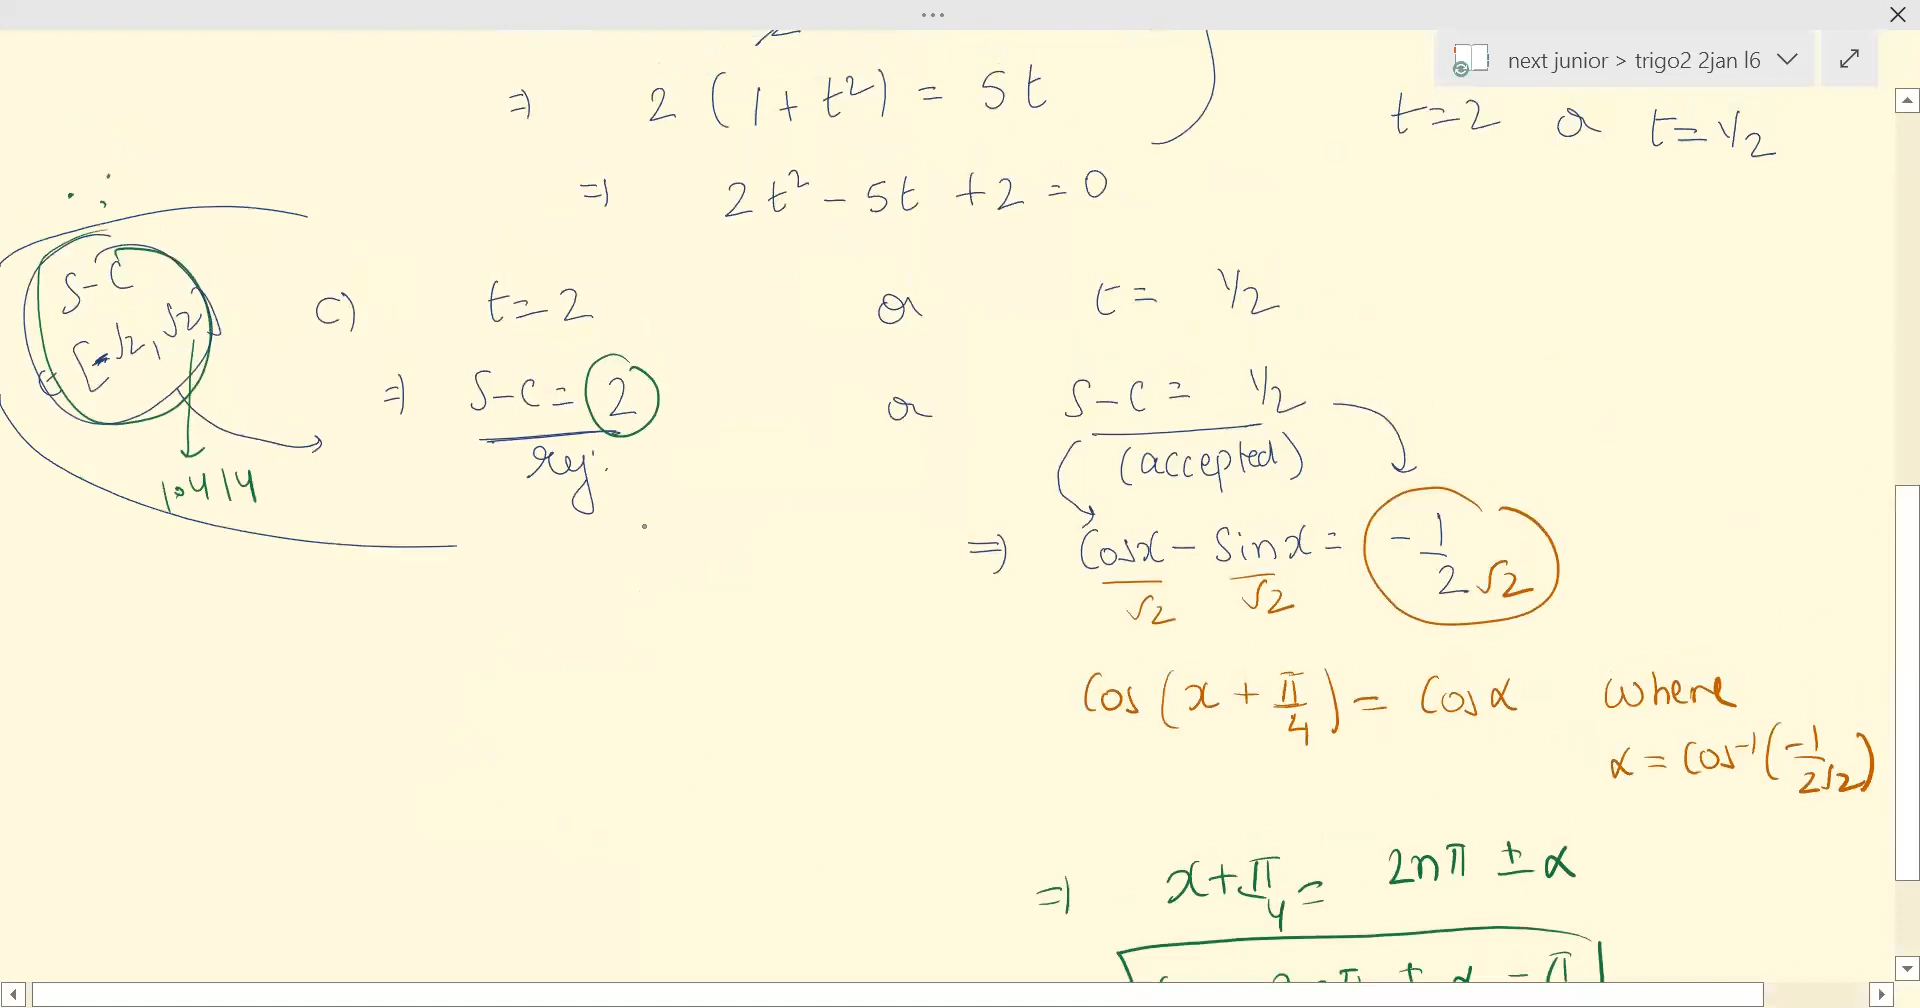 next junior > trigo2 2jan l6
⇒ 2 (1 + t²) = 5t
t=2 or t=1/2
⇒ 2t² - 5t + 2 = 0
S-C
[-√2, √2]
1.414
c) t=2 or t= 1/2
⇒ S-C= 2 or S-C= 1/2
rej. (accepted)
⇒ Cosx/√2 - Sinx/√2 = -1/2√2
Cos(x + π/4) = Cosα where
α = Cos⁻¹(-1/2√2)
⇒ x+π/4 = 2nπ ± α